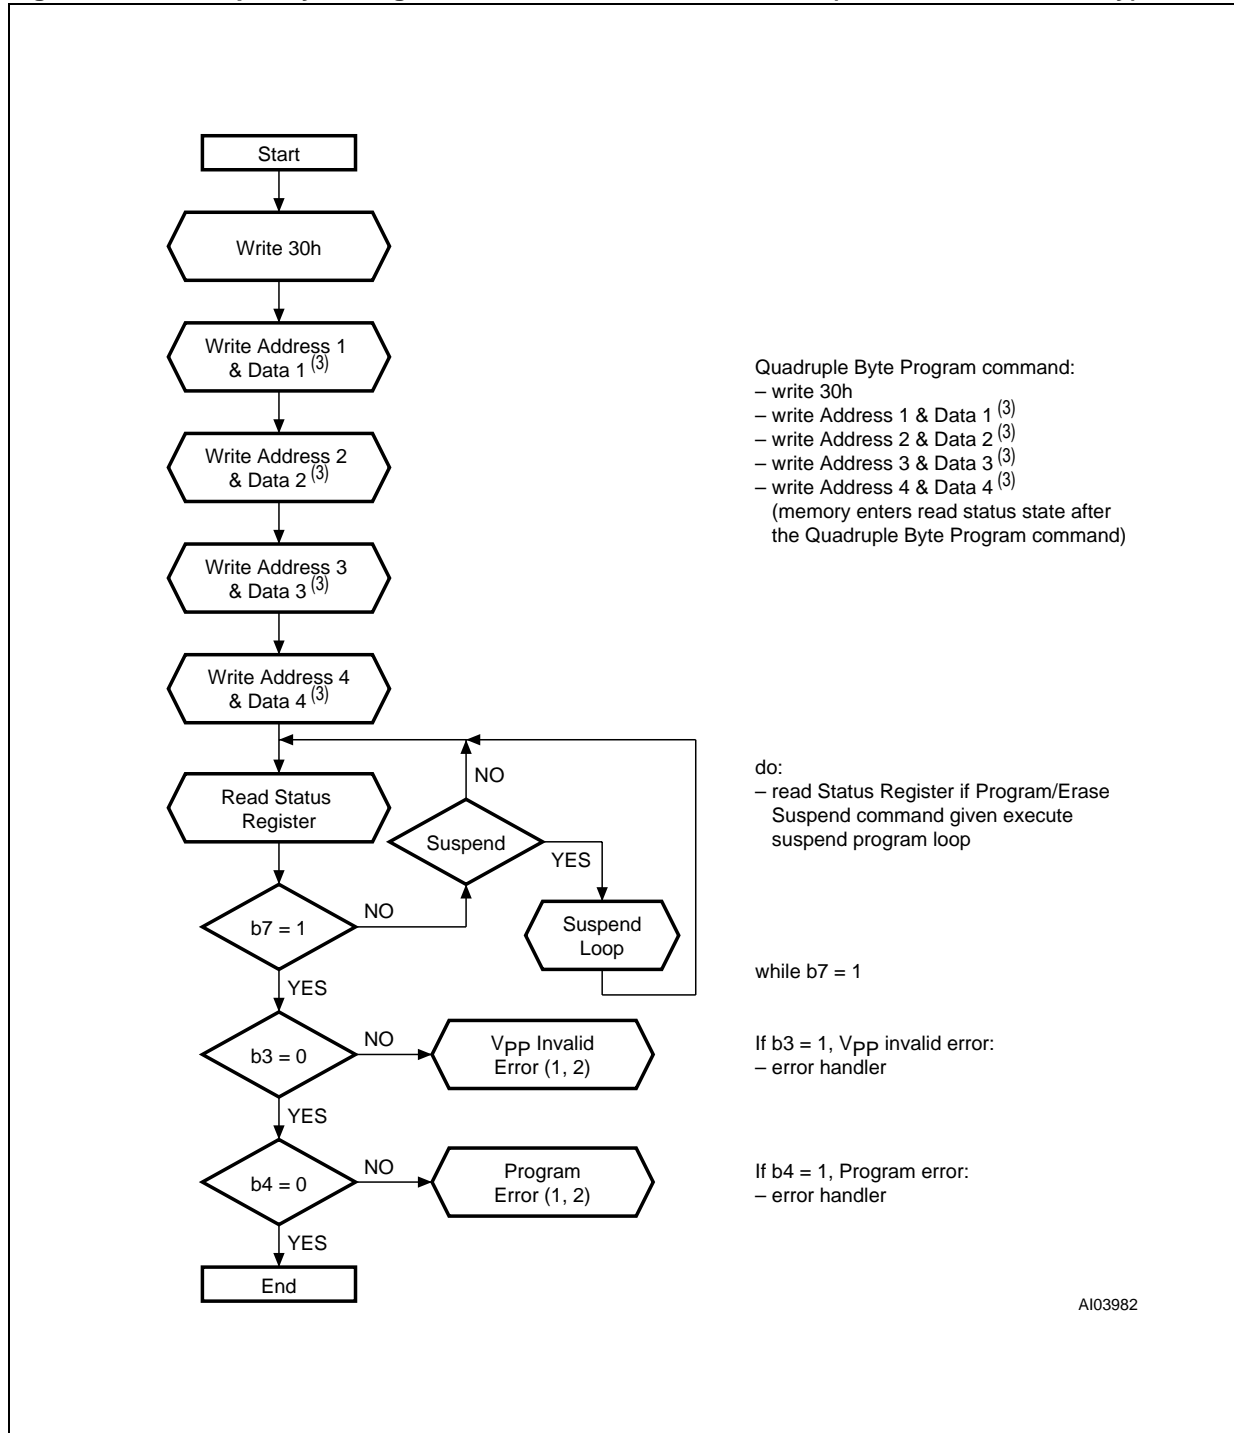 Start
Write 30h
Write Address 1
& Data 1 (3)
Write Address 2
& Data 2 (3)
Write Address 3
& Data 3 (3)
Write Address 4
& Data 4 (3)
NO
Read Status
Register
Suspend
YES
NO
b7 = 1
Suspend
Loop
YES
NO
b3 = 0
VPP Invalid
Error (1, 2)
YES
NO
b4 = 0
Program
Error (1, 2)
YES
End
Quadruple Byte Program command:
– write 30h
– write Address 1 & Data 1 (3)
– write Address 2 & Data 2 (3)
– write Address 3 & Data 3 (3)
– write Address 4 & Data 4 (3)
(memory enters read status state after
the Quadruple Byte Program command)
do:
– read Status Register if Program/Erase
Suspend command given execute
suspend program loop
while b7 = 1
If b3 = 1, VPP invalid error:
– error handler
If b4 = 1, Program error:
– error handler
AI03982